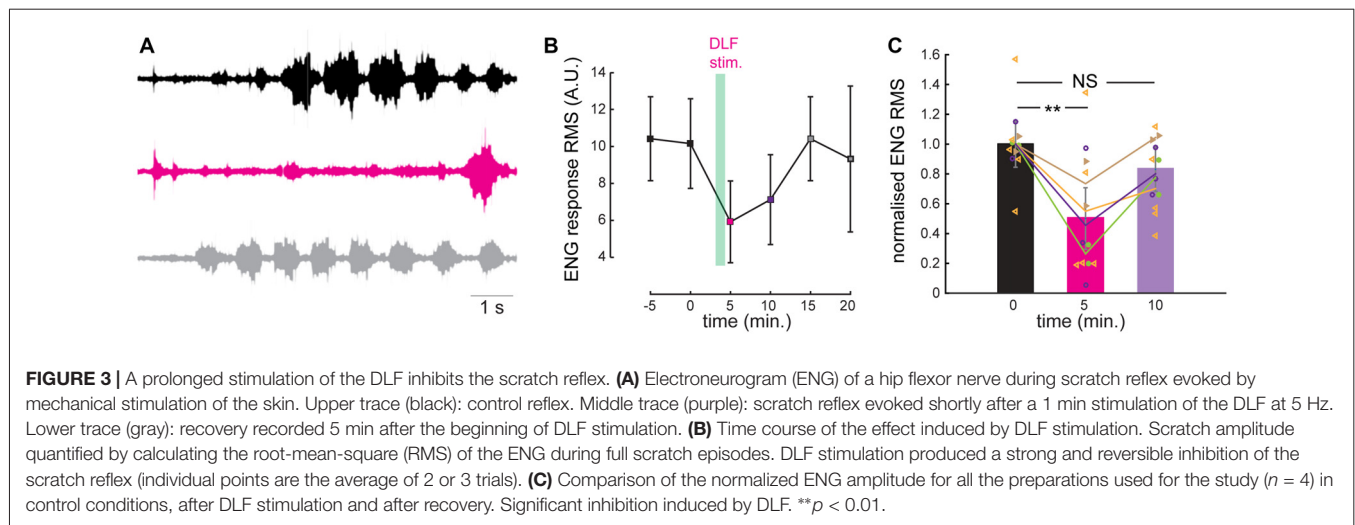 A
1 s
B
DLF
stim.
ENG response RMS (A.U.)
14
12
10
8
6
4
-5 0 5 10 15 20
time (min.)
C
normalised ENG RMS
1.6
1.4
1.2
1.0
0.8
0.6
0.4
0.2
0
NS
**
0 5 10
time (min.)
FIGURE 3 | A prolonged stimulation of the DLF inhibits the scratch reflex. (A) Electroneurogram (ENG) of a hip flexor nerve during scratch reflex evoked by
mechanical stimulation of the skin. Upper trace (black): control reflex. Middle trace (purple): scratch reflex evoked shortly after a 1 min stimulation of the DLF at 5 Hz.
Lower trace (gray): recovery recorded 5 min after the beginning of DLF stimulation. (B) Time course of the effect induced by DLF stimulation. Scratch amplitude
quantified by calculating the root-mean-square (RMS) of the ENG during full scratch episodes. DLF stimulation produced a strong and reversible inhibition of the
scratch reflex (individual points are the average of 2 or 3 trials). (C) Comparison of the normalized ENG amplitude for all the preparations used for the study (n = 4) in
control conditions, after DLF stimulation and after recovery. Significant inhibition induced by DLF. **p < 0.01.